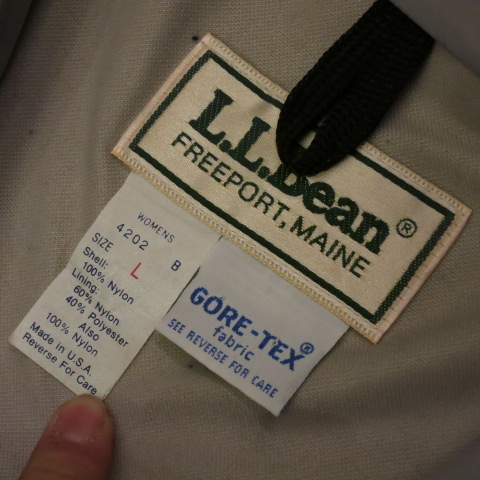 L.L.Bean®
FREEPORT, MAINE
WOMENS
4202 B
SIZE L
Shell:
100% Nylon
Lining:
60% Nylon
40% Polyester
Also
100% Nylon
Made in U.S.A.
Reverse For Care
GORE-TEX®
fabric
SEE REVERSE FOR CARE